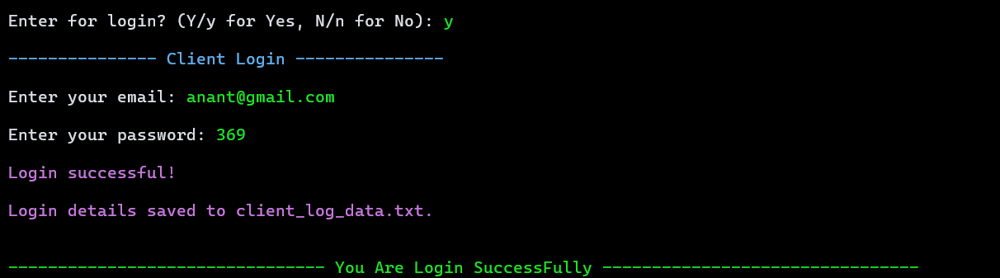 Enter for login? (Y/y for Yes, N/n for No): y
--------------- Client Login ---------------
Enter your email: anant@gmail.com
Enter your password: 369
Login successful!
Login details saved to client_log_data.txt.
-------------------------------- You Are Login SuccessFully --------------------------------